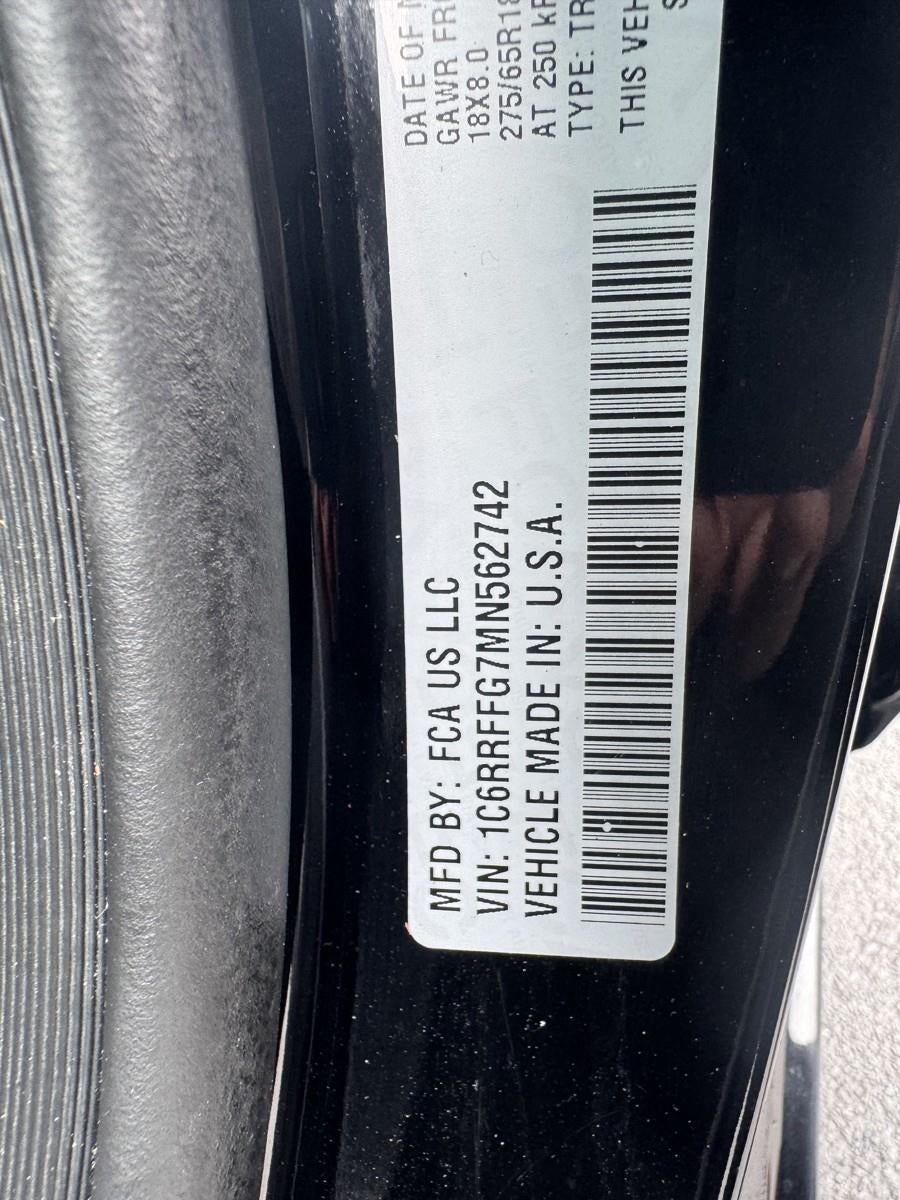 MFD BY: FCA US LLC
VIN: 1C6RRFFG7MN562742
VEHICLE MADE IN: U.S.A.
DATE OF
GAWR
18X8.0
275/65R18
AT 250
TYPE:
THIS